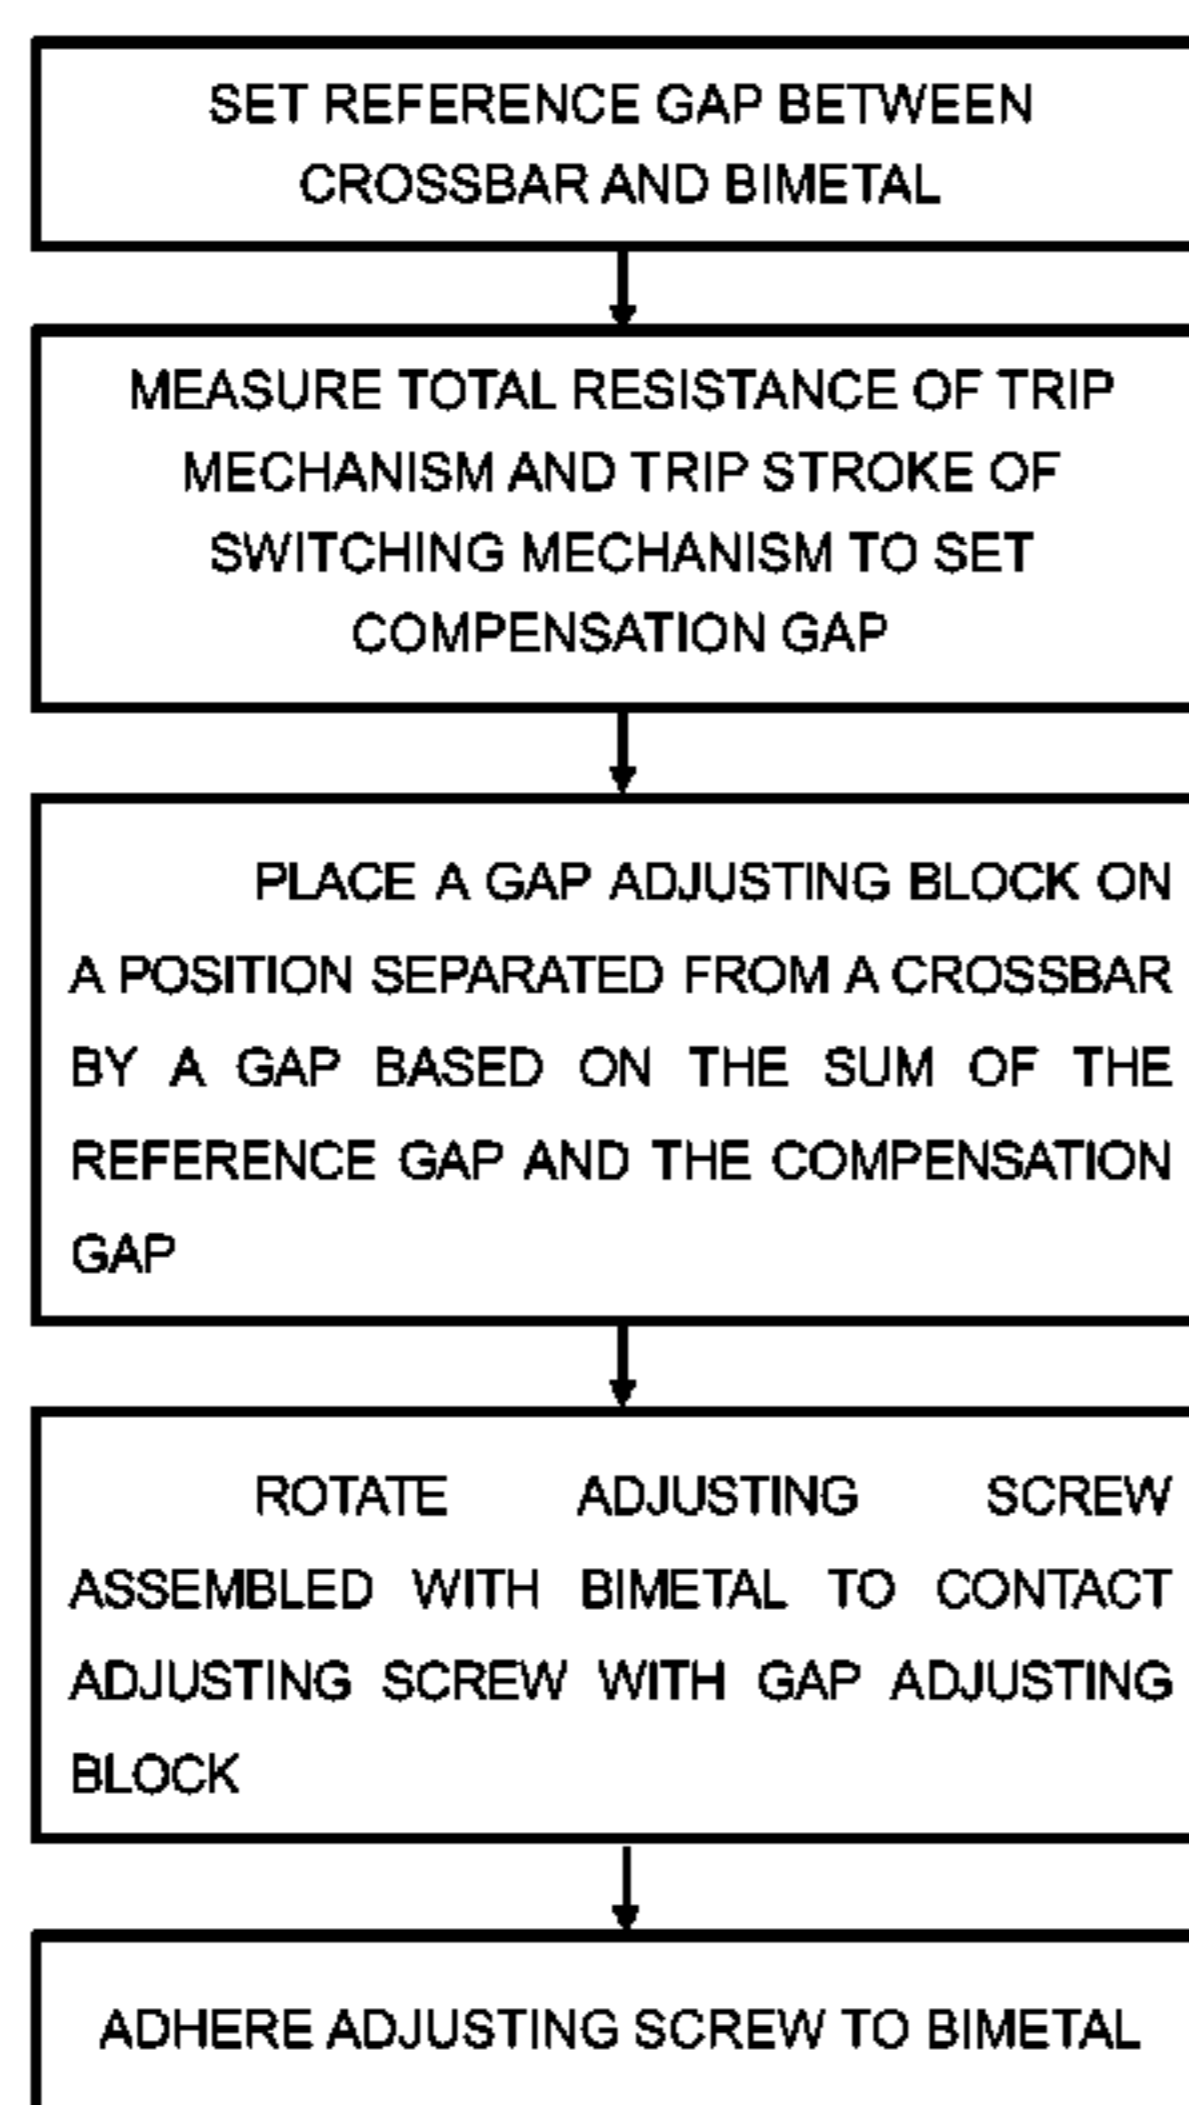 SET REFERENCE GAP BETWEEN
CROSSBAR AND BIMETAL
MEASURE TOTAL RESISTANCE OF TRIP
MECHANISM AND TRIP STROKE OF
SWITCHING MECHANISM TO SET
COMPENSATION GAP
PLACE A GAP ADJUSTING BLOCK ON
A POSITION SEPARATED FROM A CROSSBAR
BY A GAP BASED ON THE SUM OF THE
REFERENCE GAP AND THE COMPENSATION
GAP
ROTATE ADJUSTING SCREW
ASSEMBLED WITH BIMETAL TO CONTACT
ADJUSTING SCREW WITH GAP ADJUSTING
BLOCK
ADHERE ADJUSTING SCREW TO BIMETAL